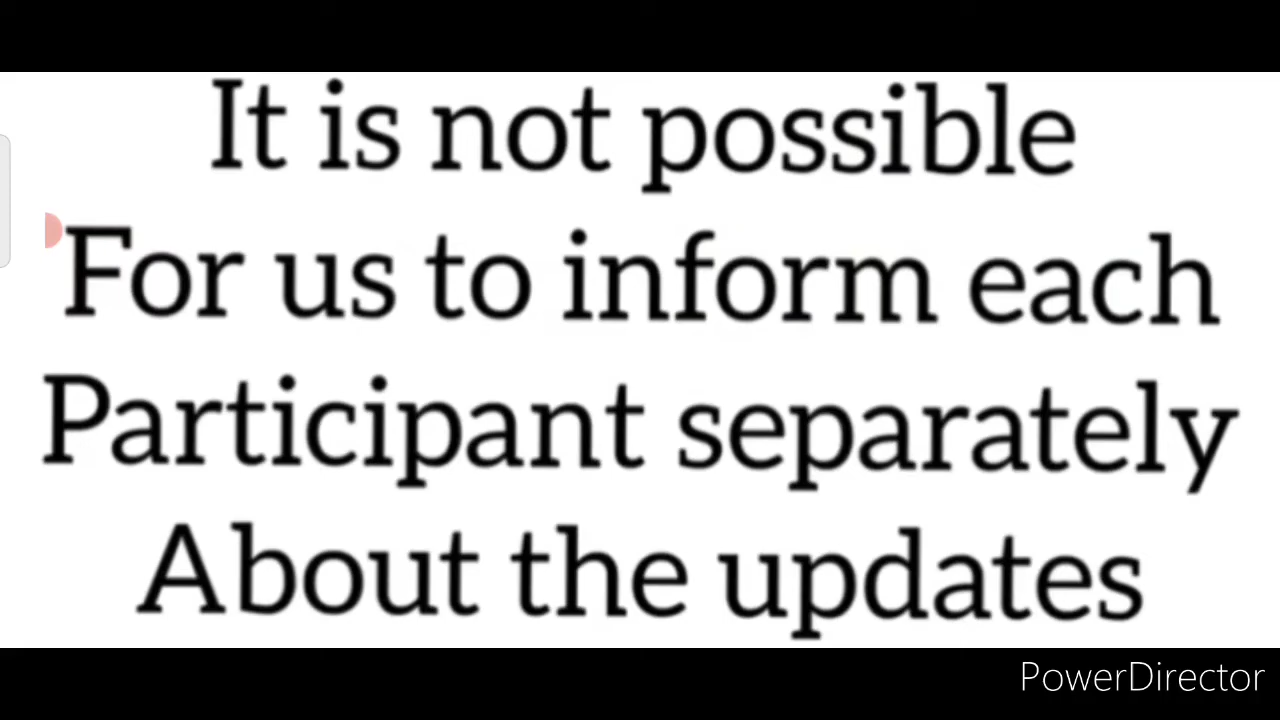 It is not possible
For us to inform each
Participant separately
About the updates
PowerDirector